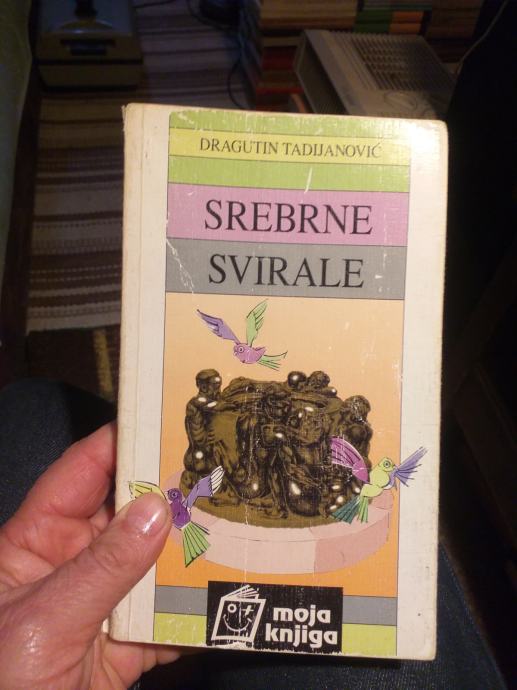 DRAGUTIN TADIJANOVIĆ
SREBRNE
SVIRALE
moja
knjiga